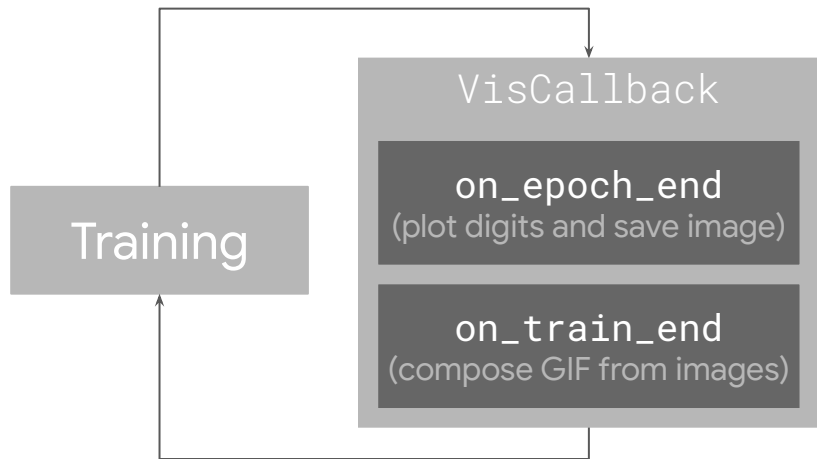 VisCallback
on_epoch_end
(plot digits and save image)
Training
on_train_end
(compose GIF from images)